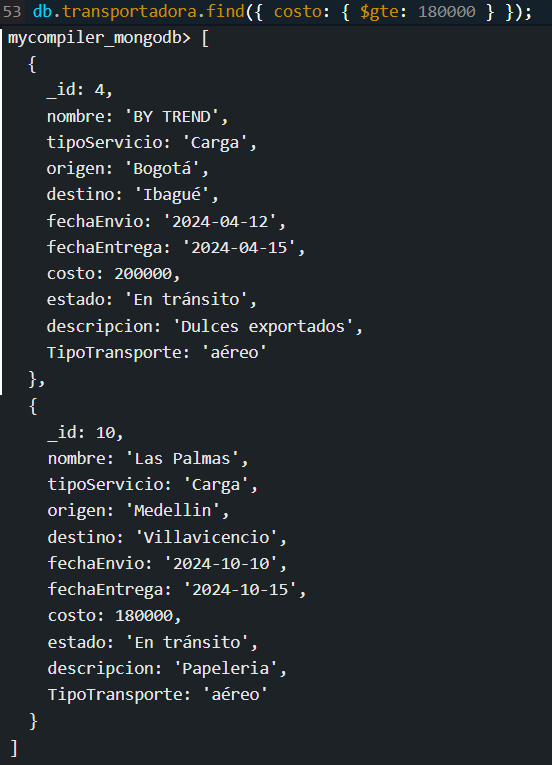 53 db.transportadora.find({ costo: { $gte: 180000 } });
mycompiler_mongodb> [
  {
    _id: 4,
    nombre: 'BY TREND',
    tipoServicio: 'Carga',
    origen: 'Bogotá',
    destino: 'Ibagué',
    fechaEnvio: '2024-04-12',
    fechaEntrega: '2024-04-15',
    costo: 200000,
    estado: 'En tránsito',
    descripcion: 'Dulces exportados',
    TipoTransporte: 'aéreo'
  },
  {
    _id: 10,
    nombre: 'Las Palmas',
    tipoServicio: 'Carga',
    origen: 'Medellin',
    destino: 'Villavicencio',
    fechaEnvio: '2024-10-10',
    fechaEntrega: '2024-10-15',
    costo: 180000,
    estado: 'En tránsito',
    descripcion: 'Papeleria',
    TipoTransporte: 'aéreo'
  }
]